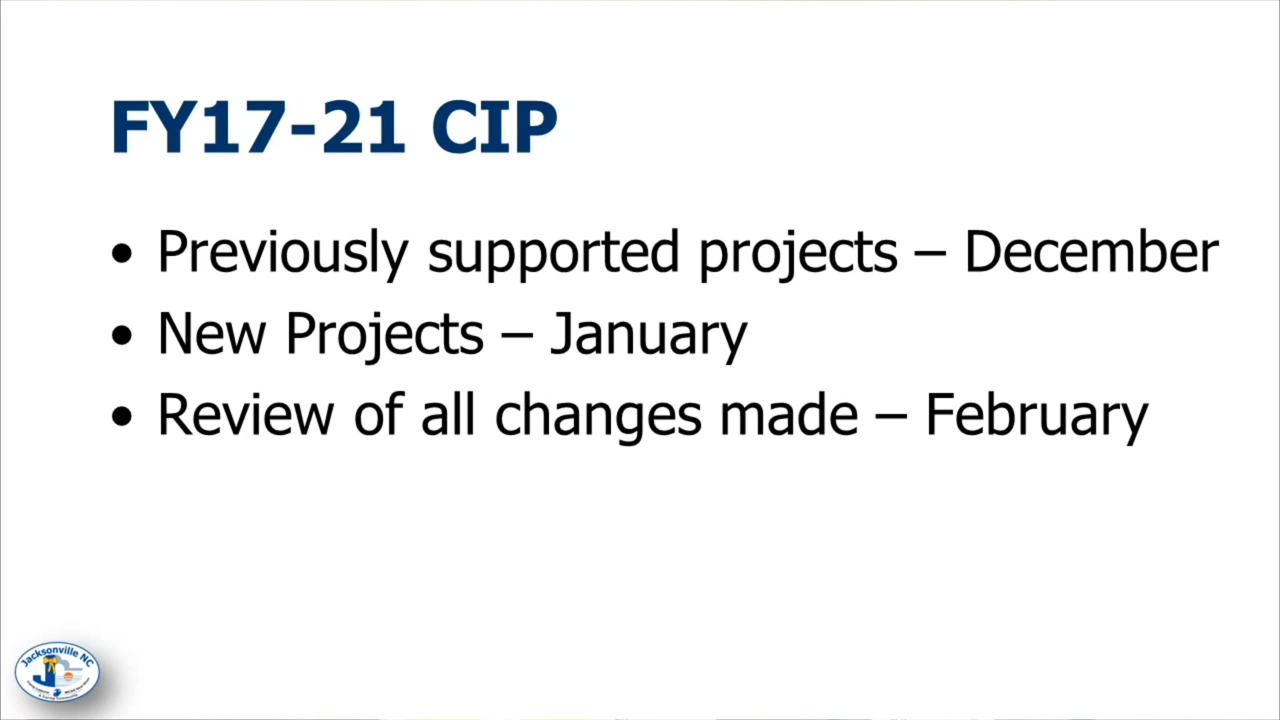 FY17-21 CIP
• Previously supported projects – December
• New Projects – January
• Review of all changes made – February
Jacksonville NC